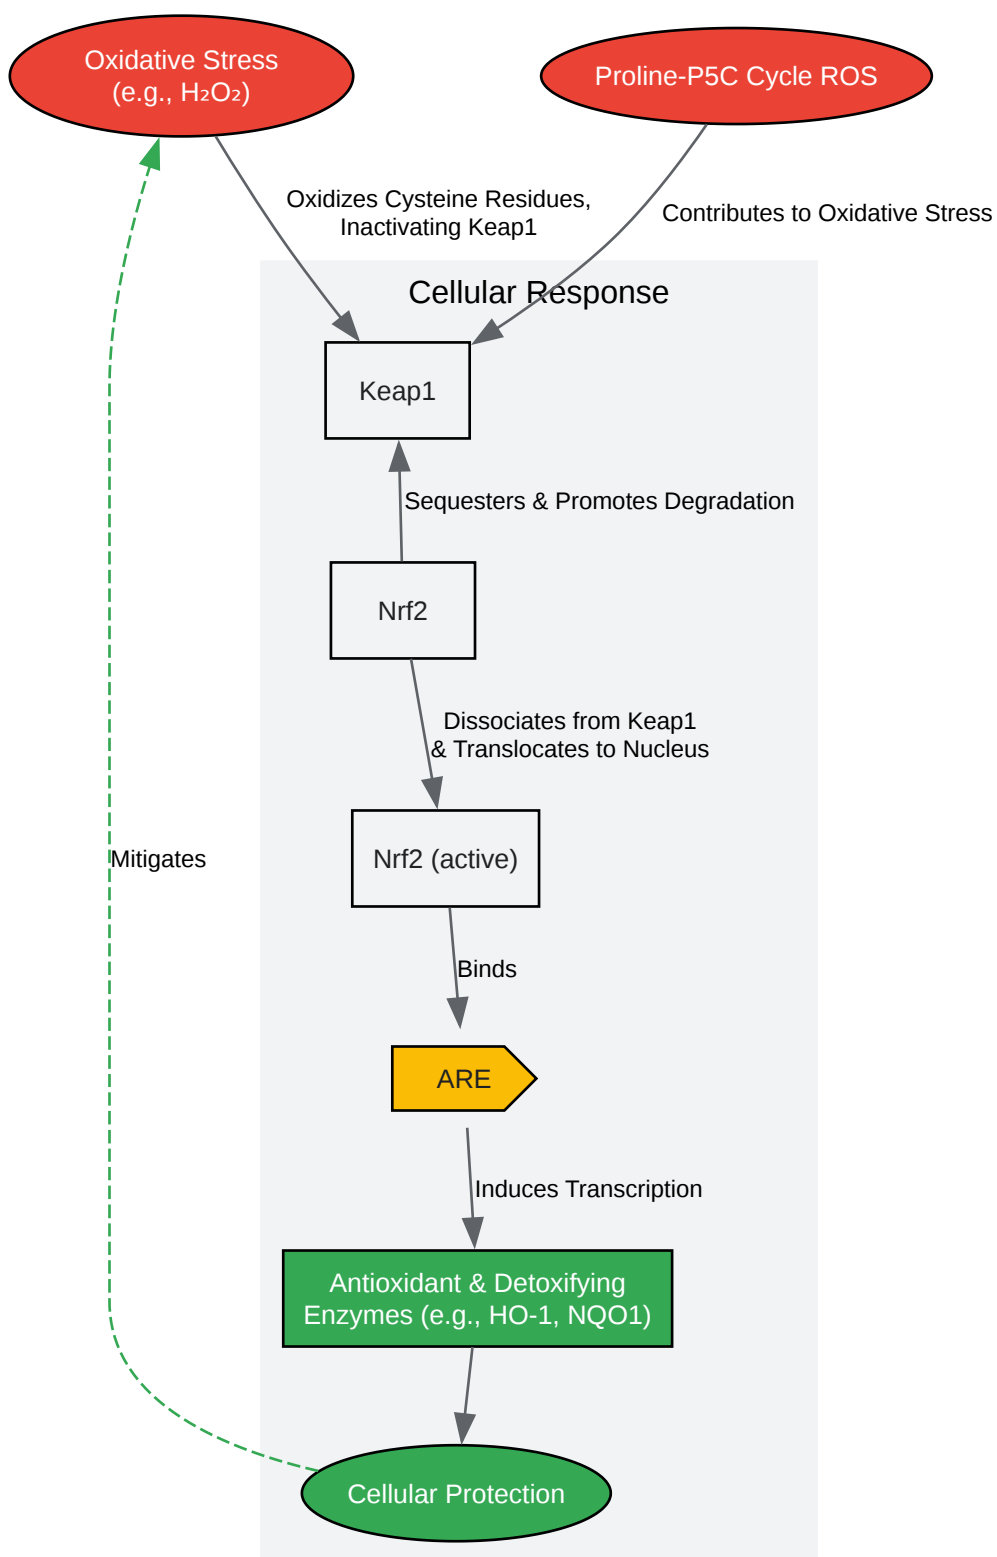 Oxidative Stress
(e.g., H₂O₂)
Proline-P5C Cycle ROS
Oxidizes Cysteine Residues,
Inactivating Keap1
Contributes to Oxidative Stress
Cellular Response
Keap1
Sequesters & Promotes Degradation
Nrf2
Dissociates from Keap1
& Translocates to Nucleus
Nrf2 (active)
Mitigates
Binds
ARE
Induces Transcription
Antioxidant & Detoxifying
Enzymes (e.g., HO-1, NQO1)
Cellular Protection